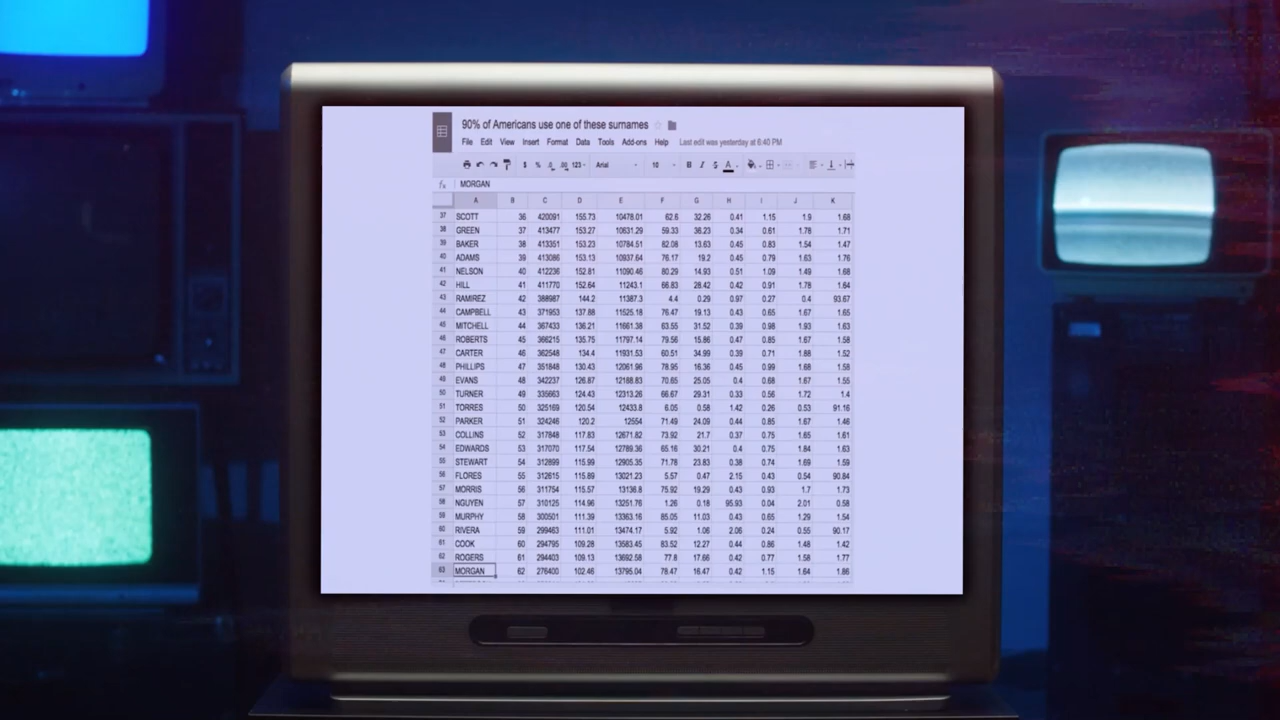 90% of Americans use one of these surnames
File Edit View Insert Format Data Tools Add-ons Help Last edit was yesterday at 6:40 PM
$ % .0 .00 123 Arial 10 B I S A
fx MORGAN
A B C D E F G H I J K
37 SCOTT 36 420091 155.73 10478.01 62.6 32.26 0.41 1.15 1.9 1.68
38 GREEN 37 413477 153.27 10631.29 59.33 38.23 0.34 0.61 1.78 1.71
39 BAKER 38 413351 153.23 10784.51 82.08 13.63 0.45 0.83 1.54 1.47
40 ADAMS 39 413086 153.13 10937.64 76.17 19.2 0.45 0.79 1.63 1.76
41 NELSON 40 412236 152.81 11090.46 80.29 14.93 0.51 1.09 1.49 1.68
42 HILL 41 411770 152.64 11243.1 66.83 28.42 0.42 0.91 1.78 1.64
43 RAMIREZ 42 388987 144.2 11387.3 4.4 0.29 0.97 0.27 0.4 93.67
44 CAMPBELL 43 371953 137.88 11525.18 76.47 19.13 0.43 0.65 1.67 1.65
45 MITCHELL 44 367433 136.21 11661.38 63.55 31.52 0.39 0.98 1.93 1.63
46 ROBERTS 45 366215 135.75 11797.14 79.56 15.86 0.47 0.85 1.67 1.58
47 CARTER 46 362548 134.4 11931.53 60.51 34.99 0.39 0.71 1.88 1.52
48 PHILLIPS 47 351848 130.43 12061.96 78.95 16.36 0.45 0.99 1.68 1.58
49 EVANS 48 342237 126.87 12188.83 70.65 25.05 0.4 0.68 1.67 1.55
50 TURNER 49 335663 124.43 12313.26 66.67 29.31 0.33 0.56 1.72 1.4
51 TORRES 50 325169 120.54 12433.8 6.05 0.58 1.42 0.26 0.53 91.16
52 PARKER 51 324246 120.2 12554 71.49 24.09 0.44 0.85 1.67 1.46
53 COLLINS 52 317848 117.83 12671.82 73.92 21.7 0.37 0.75 1.65 1.61
54 EDWARDS 53 317070 117.54 12789.36 65.16 30.21 0.4 0.75 1.84 1.63
55 STEWART 54 312899 115.99 12905.35 71.78 23.83 0.38 0.74 1.69 1.59
56 FLORES 55 312615 115.89 13021.23 5.57 0.47 2.15 0.43 0.54 90.84
57 MORRIS 56 311754 115.57 13136.8 75.92 19.29 0.43 0.93 1.7 1.73
58 NGUYEN 57 310125 114.96 13251.76 1.26 0.18 95.93 0.04 2.01 0.58
59 MURPHY 58 300501 111.39 13363.16 85.05 11.03 0.43 0.65 1.29 1.54
60 RIVERA 59 299463 111.01 13474.17 5.92 1.06 2.06 0.24 0.55 90.17
61 COOK 60 294795 109.28 13583.45 83.52 12.27 0.44 0.86 1.48 1.42
62 ROGERS 61 294403 109.13 13692.58 77.8 17.66 0.42 0.77 1.58 1.77
63 MORGAN 62 276400 102.46 13795.04 78.47 16.47 0.42 1.15 1.64 1.86